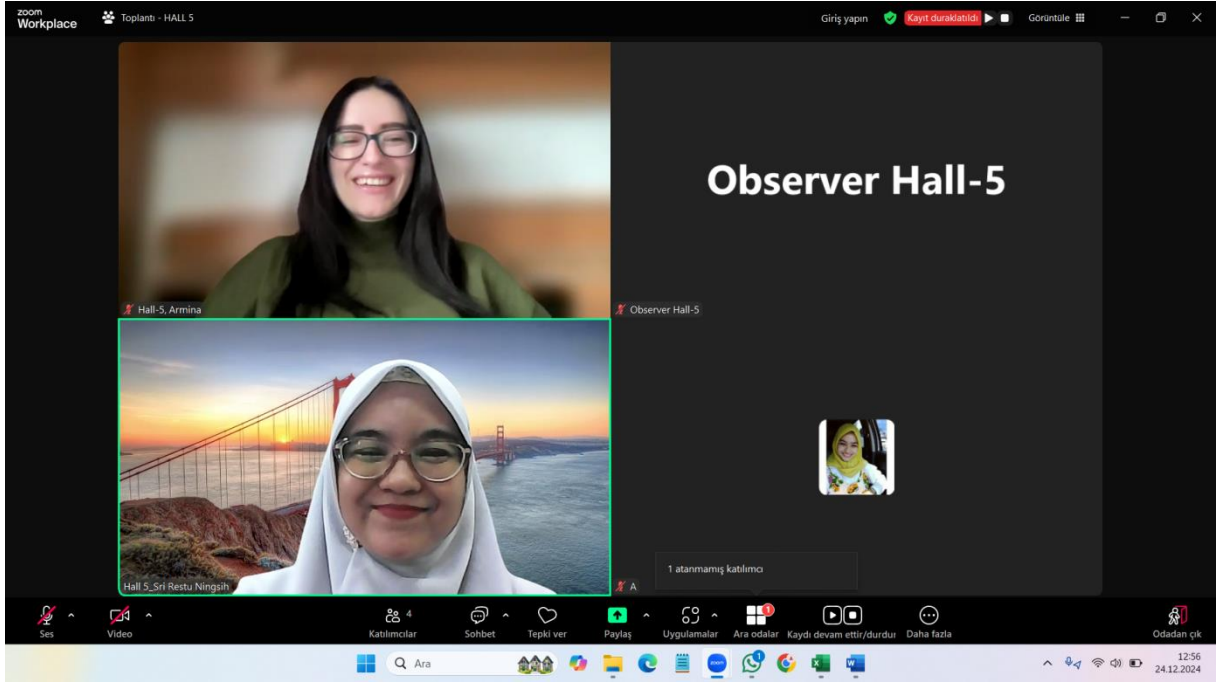 zoom
Workplace
Toplantı - HALL 5
Giriş yapın
Kayıt duraklatıldı
Görüntüle
Observer Hall-5
Hall-5, Armina
Observer Hall-5
Hall 5_Sri Restu Ningsih
A
1 atanmamış katılımcı
Ses
Video
4
Katılımcılar
Sohbet
Tepki ver
Paylaş
Uygulamalar
1
Ara odalar
Kaydı devam ettir/durdur
Daha fazla
Odadan çık
Ara
zoom
12:56
24.12.2024